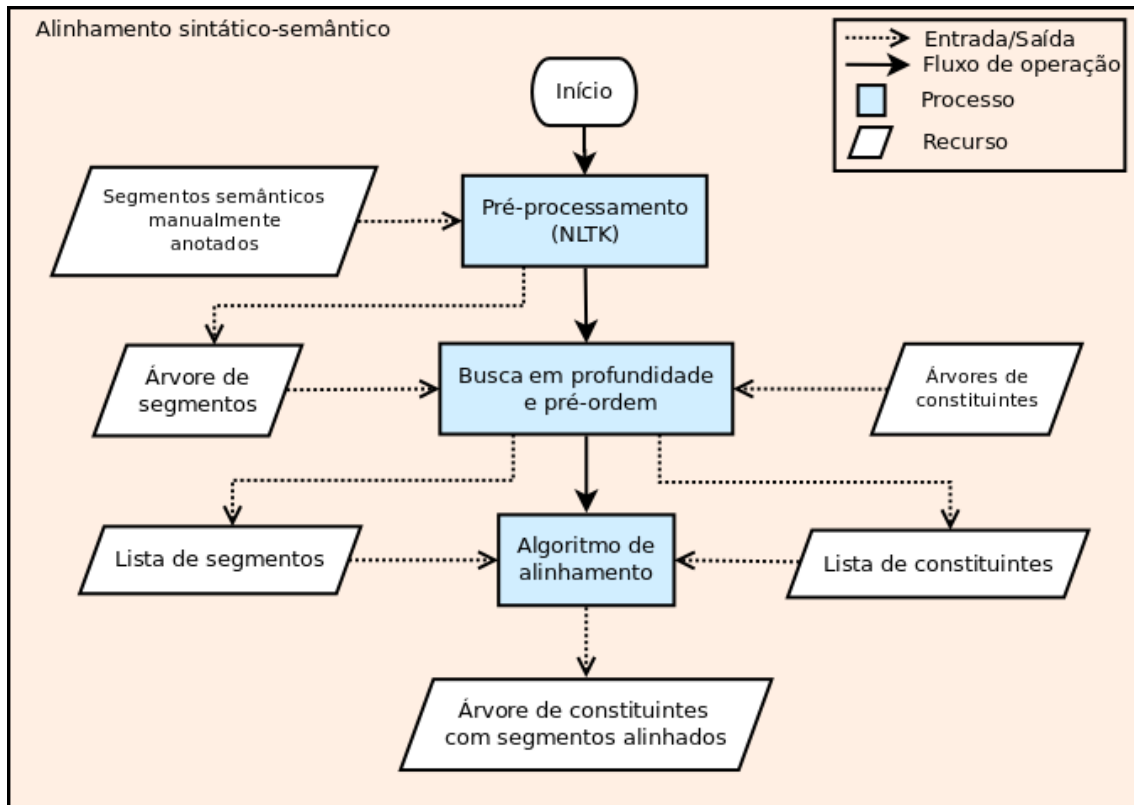 Alinhamento sintático-semântico
Entrada/Saída
Fluxo de operação
Processo
Recurso
Início
Segmentos semânticos
manualmente
anotados
Pré-processamento
(NLTK)
Árvore de
segmentos
Busca em profundidade
e pré-ordem
Árvores de
constituintes
Lista de segmentos
Algoritmo de
alinhamento
Lista de constituintes
Árvore de constituintes
com segmentos alinhados